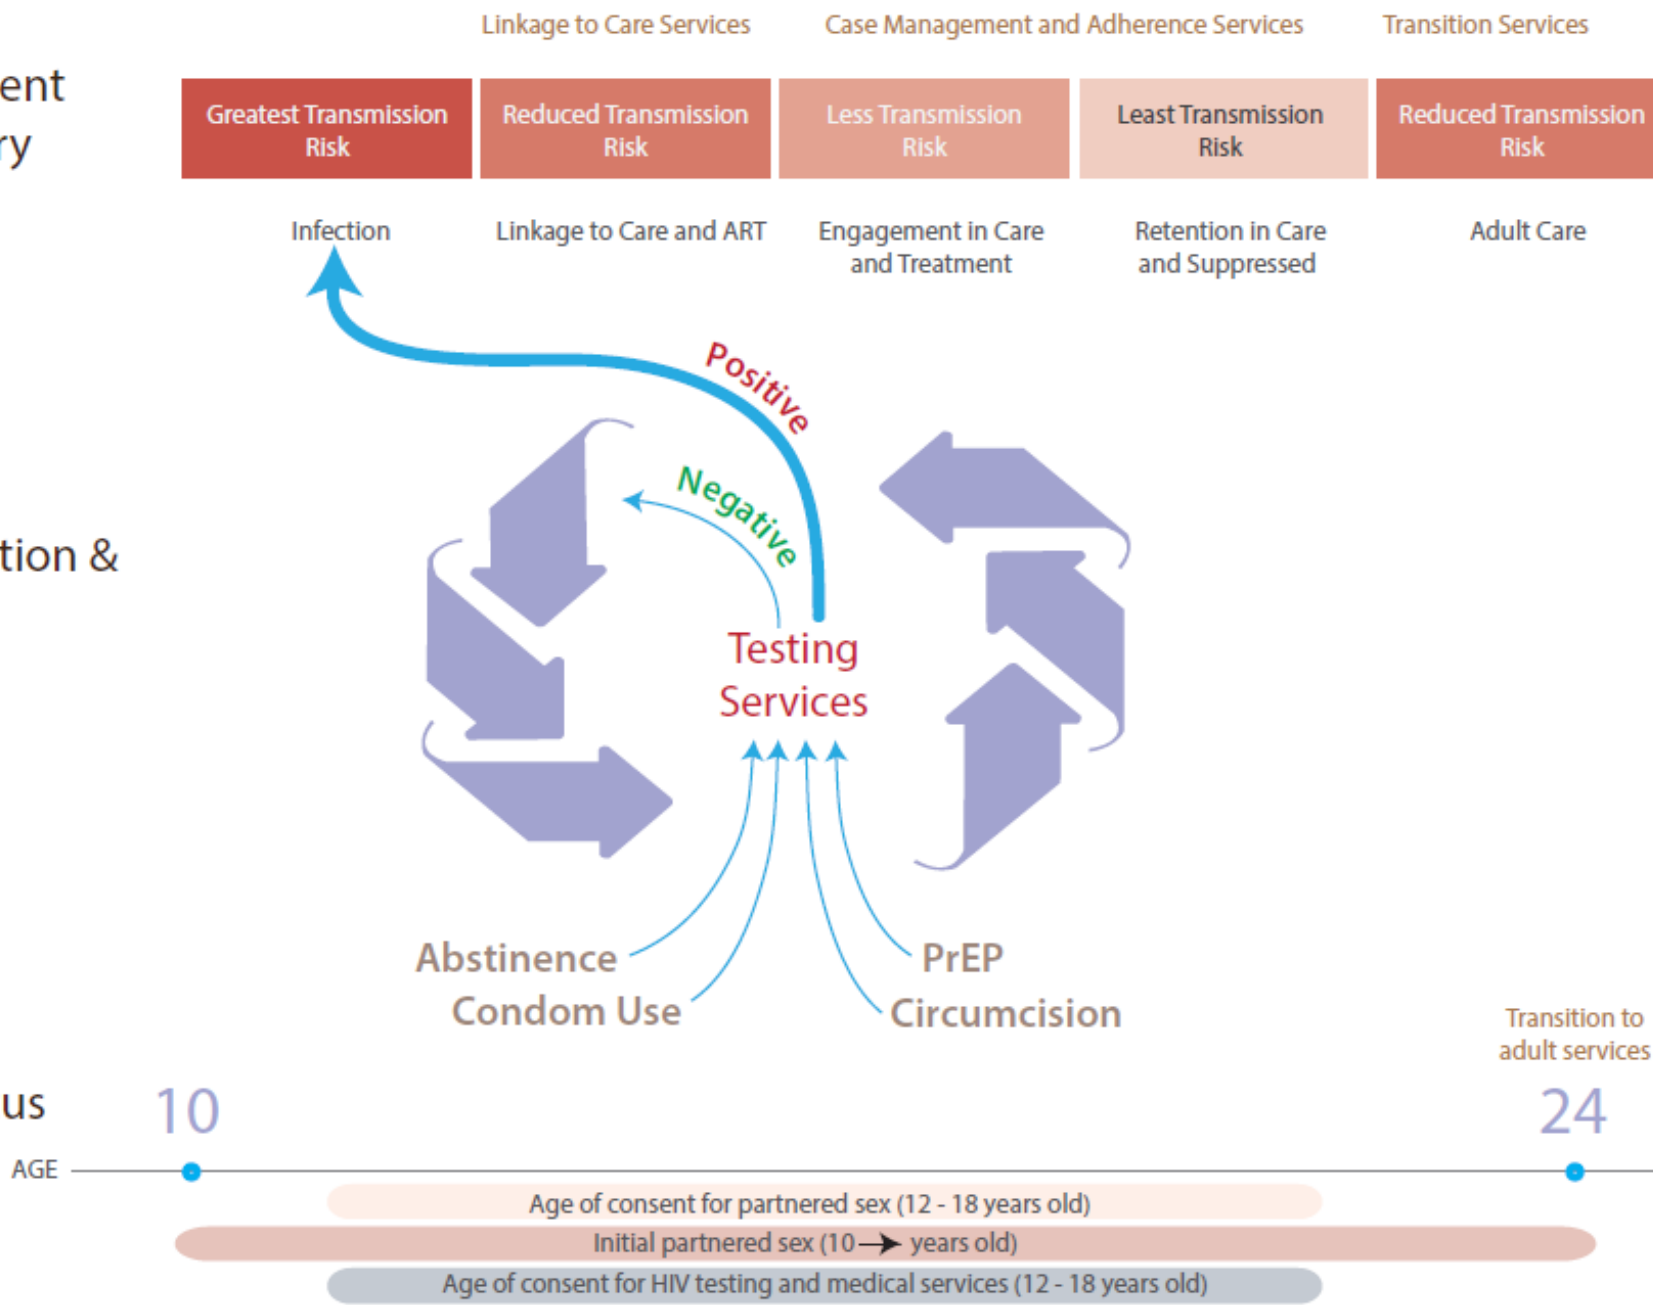 Linkage to Care Services
Case Management and Adherence Services
Transition Services
ent
ry
Greatest Transmission
Risk
Reduced Transmission
Risk
Less Transmission
Risk
Least Transmission
Risk
Reduced Transmission
Risk
Infection
Linkage to Care and ART
Engagement in Care
and Treatment
Retention in Care
and Suppressed
Adult Care
Positive
Negative
tion &
Testing
Services
Abstinence
Condom Use
PrEP
Circumcision
Transition to
adult services
us
10
24
AGE
Age of consent for partnered sex (12 - 18 years old)
Initial partnered sex (10 → years old)
Age of consent for HIV testing and medical services (12 - 18 years old)